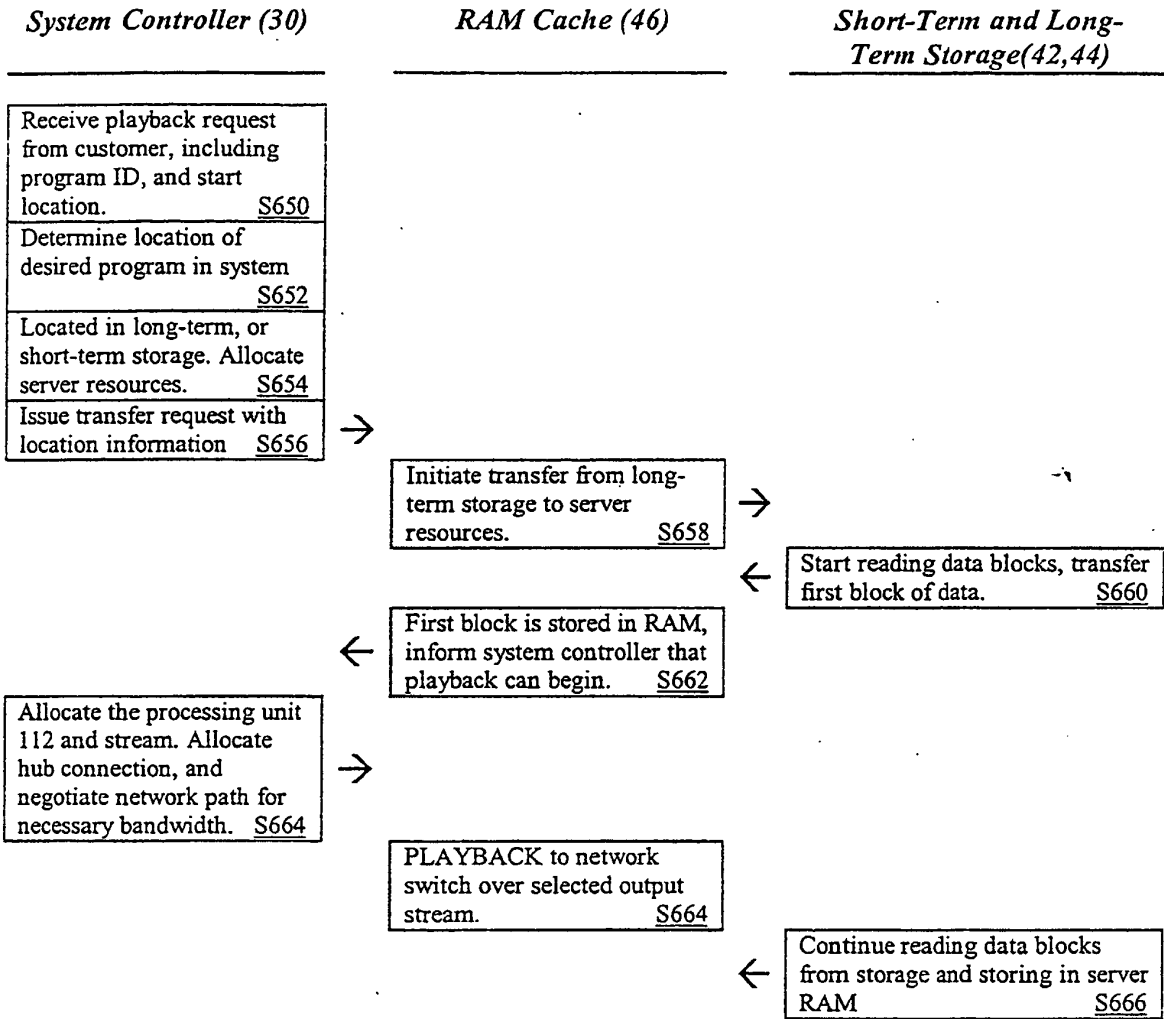 System Controller (30)
RAM Cache (46)
Short-Term and Long-
Term Storage(42,44)
Receive playback request
from customer, including
program ID, and start
location. S650
Determine location of
desired program in system
S652
Located in long-term, or
short-term storage. Allocate
server resources. S654
Issue transfer request with
location information S656
Initiate transfer from long-
term storage to server
resources. S658
Start reading data blocks, transfer
first block of data. S660
First block is stored in RAM,
inform system controller that
playback can begin. S662
Allocate the processing unit
112 and stream. Allocate
hub connection, and
negotiate network path for
necessary bandwidth. S664
PLAYBACK to network
switch over selected output
stream. S664
Continue reading data blocks
from storage and storing in server
RAM S666